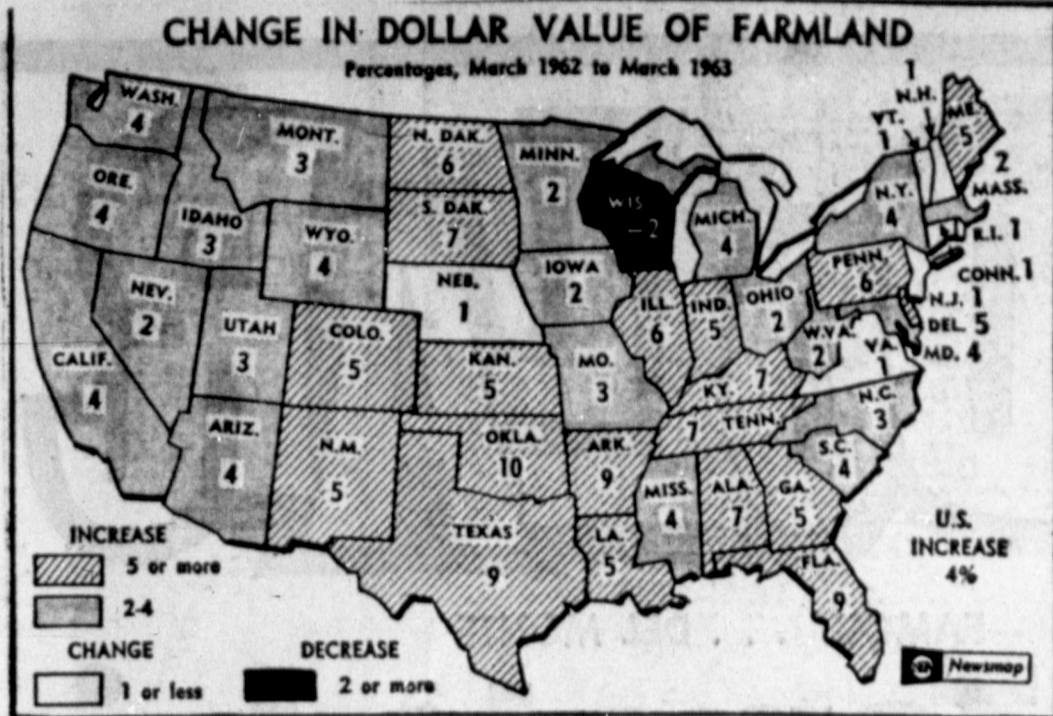 CHANGE IN DOLLAR VALUE OF FARMLAND
Percentages, March 1962 to March 1963
WASH.
4
MONT.
3
N. DAK.
6
MINN.
2
ORE.
4
IDAHO
3
WYO.
4
S. DAK.
7
WIS
-2
MICH.
4
1
N.H.
VT.
1
ME.
5
2
MASS.
N.Y.
4
R.I. 1
CONN. 1
PENN.
6
N.J. 1
DEL. 5
MD. 4
NEV.
2
UTAH
3
NEB.
1
IOWA
2
ILL.
6
IND.
5
OHIO
2
W.VA.
2
VA.
1
CALIF.
4
COLO.
5
KAN.
5
MO.
3
KY. 7
N.C.
3
7 TENN.
S.C.
4
ARIZ.
4
N.M.
5
OKLA.
10
ARK.
9
MISS.
4
ALA.
7
GA.
5
TEXAS
9
LA.
5
FLA.
9
U.S.
INCREASE
4%
INCREASE
5 or more
2-4
CHANGE
1 or less
DECREASE
2 or more
Newsmap